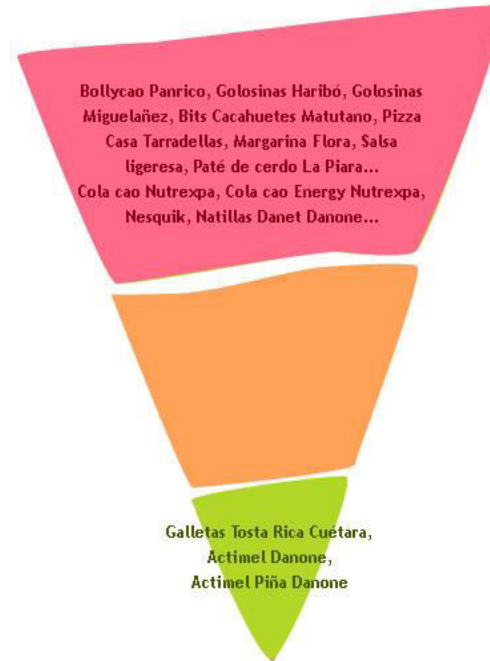 Bollycao Panrico, Golosinas Haribó, Golosinas
Miguelañez, Bits Cacahuetes Matutano, Pizza
Casa Tarradellas, Margarina Flora, Salsa
ligeresa, Paté de cerdo La Piara...
Cola cao Nutrexpa, Cola cao Energy Nutrexpa,
Nesquik, Natillas Danet Danone...
Galletas Tosta Rica Cuétara,
Actimel Danone,
Actimel Piña Danone